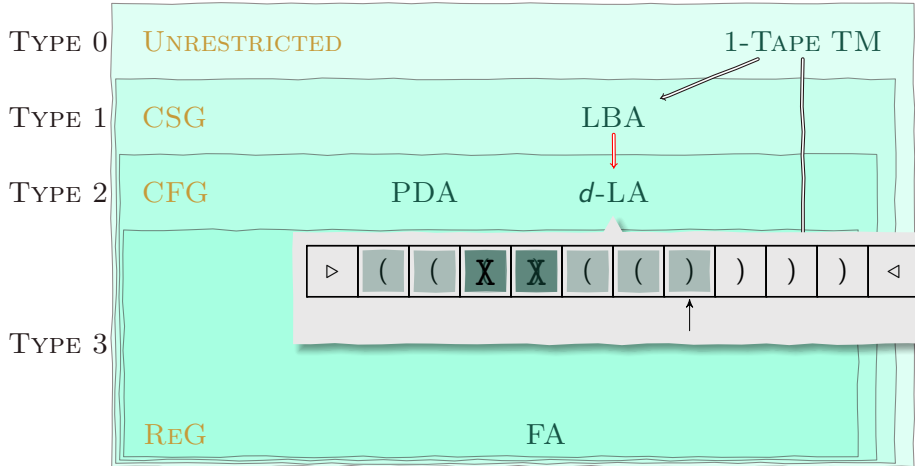 TYPE 0 UNRESTRICTED 1-TAPE TM
TYPE 1 CSG LBA
TYPE 2 CFG PDA d-LA
▷ ( ( X X ( ( ) ) ) ) ◁
TYPE 3
REG FA